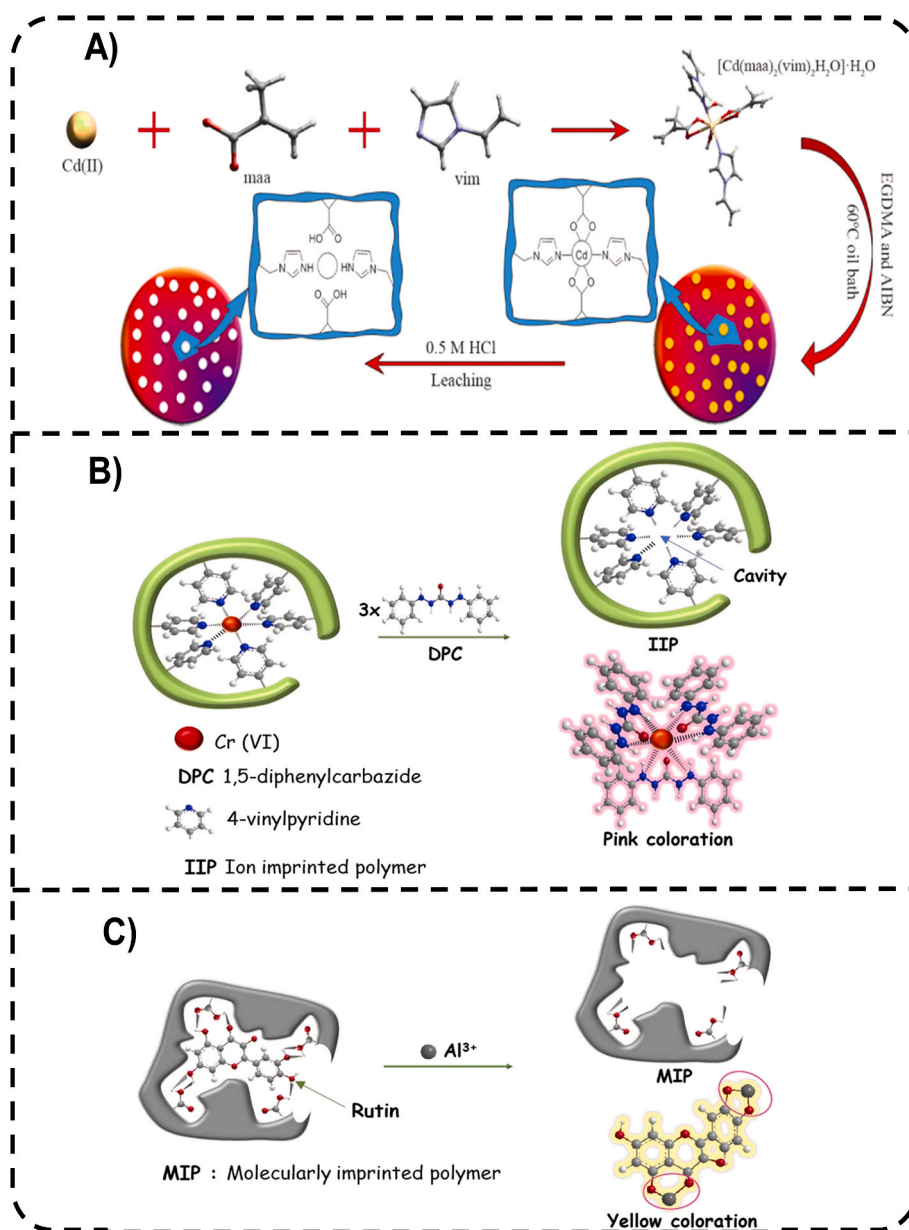 A)
[Cd(maa)₂(vim)₂H₂O]·H₂O
Cd(II)
maa
vim
EGDMA and AIBN
60°C oil bath
HO
O
N
NH
HN
N
O
OH
O
O
N
N
Cd
N
N
O
O
0.5 M HCl
Leaching
B)
Cavity
3x
DPC
IIP
Cr (VI)
DPC 1,5-diphenylcarbazide
4-vinylpyridine
IIP Ion imprinted polymer
Pink coloration
C)
Al³⁺
MIP
Rutin
MIP : Molecularly imprinted polymer
Yellow coloration